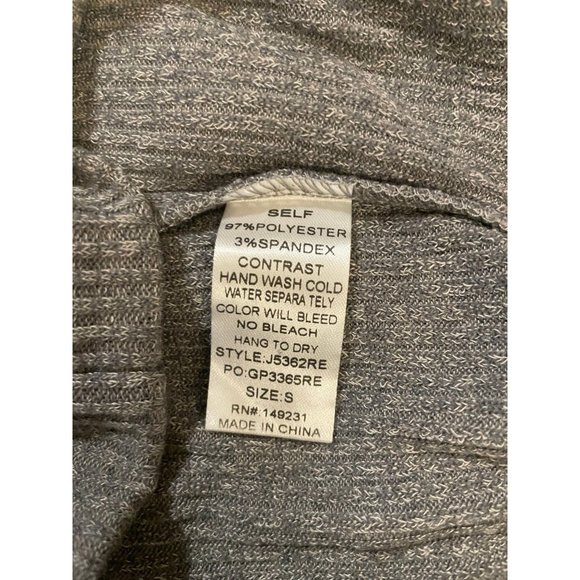 SELF
97%POLYESTER
3%SPANDEX
CONTRAST
HAND WASH COLD
WATER SEPARA TELY
COLOR WILL BLEED
NO BLEACH
HANG TO DRY
STYLE:J5362RE
PO:GP3365RE
SIZE:S
RN#:149231
MADE IN CHINA